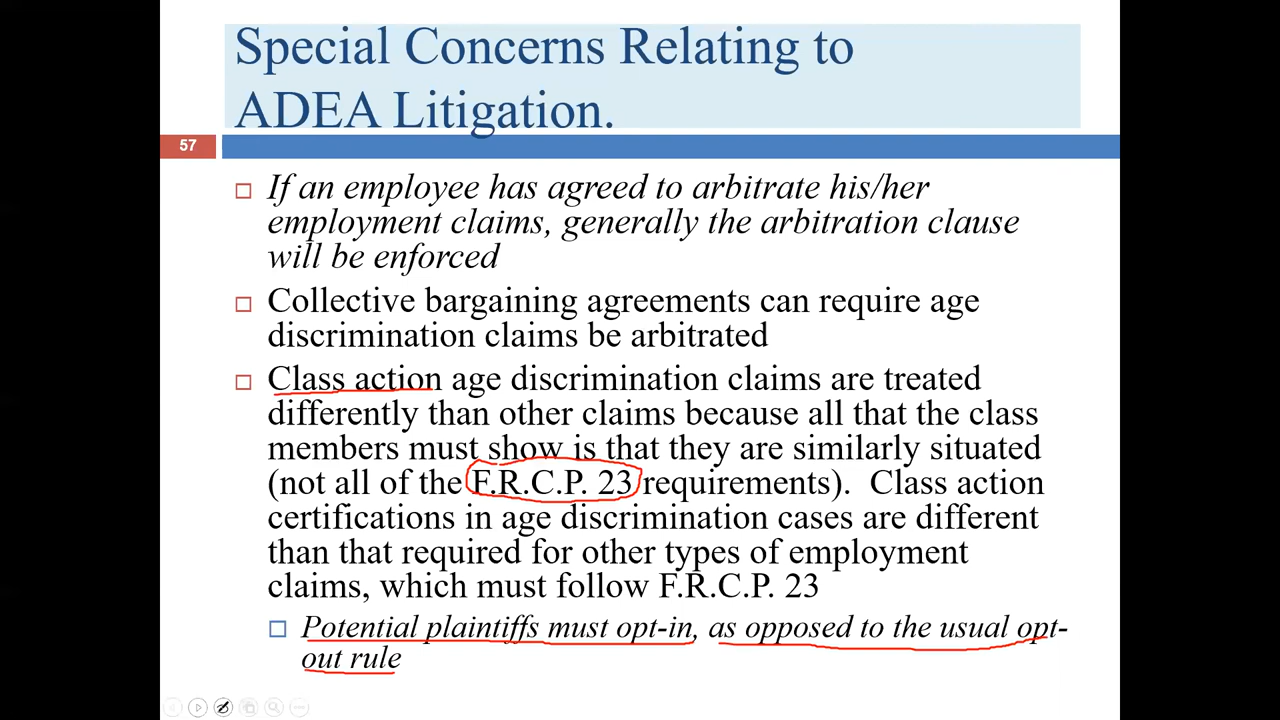 Special Concerns Relating to
ADEA Litigation.
57
If an employee has agreed to arbitrate his/her
employment claims, generally the arbitration clause
will be enforced
Collective bargaining agreements can require age
discrimination claims be arbitrated
Class action age discrimination claims are treated
differently than other claims because all that the class
members must show is that they are similarly situated
(not all of the F.R.C.P. 23 requirements).  Class action
certifications in age discrimination cases are different
than that required for other types of employment
claims, which must follow F.R.C.P. 23
Potential plaintiffs must opt-in, as opposed to the usual opt-
out rule